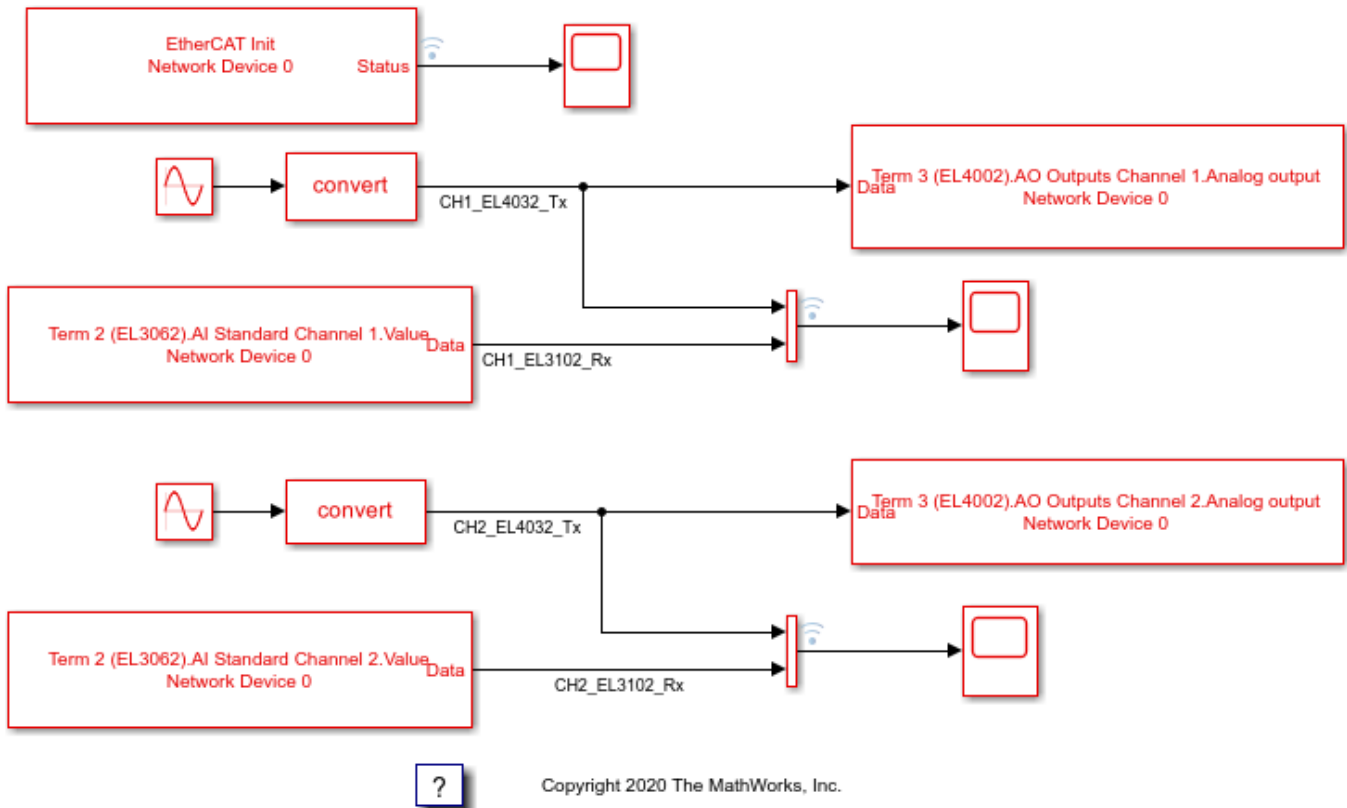 EtherCAT Init
Network Device 0
Status
convert
CH1_EL4032_Tx
Term 3 (EL4002).AO Outputs Channel 1.Analog output
Data
Network Device 0
Term 2 (EL3062).AI Standard Channel 1.Value
Data
Network Device 0
CH1_EL3102_Rx
convert
CH2_EL4032_Tx
Term 3 (EL4002).AO Outputs Channel 2.Analog output
Data
Network Device 0
Term 2 (EL3062).AI Standard Channel 2.Value
Data
Network Device 0
CH2_EL3102_Rx
?
Copyright 2020 The MathWorks, Inc.